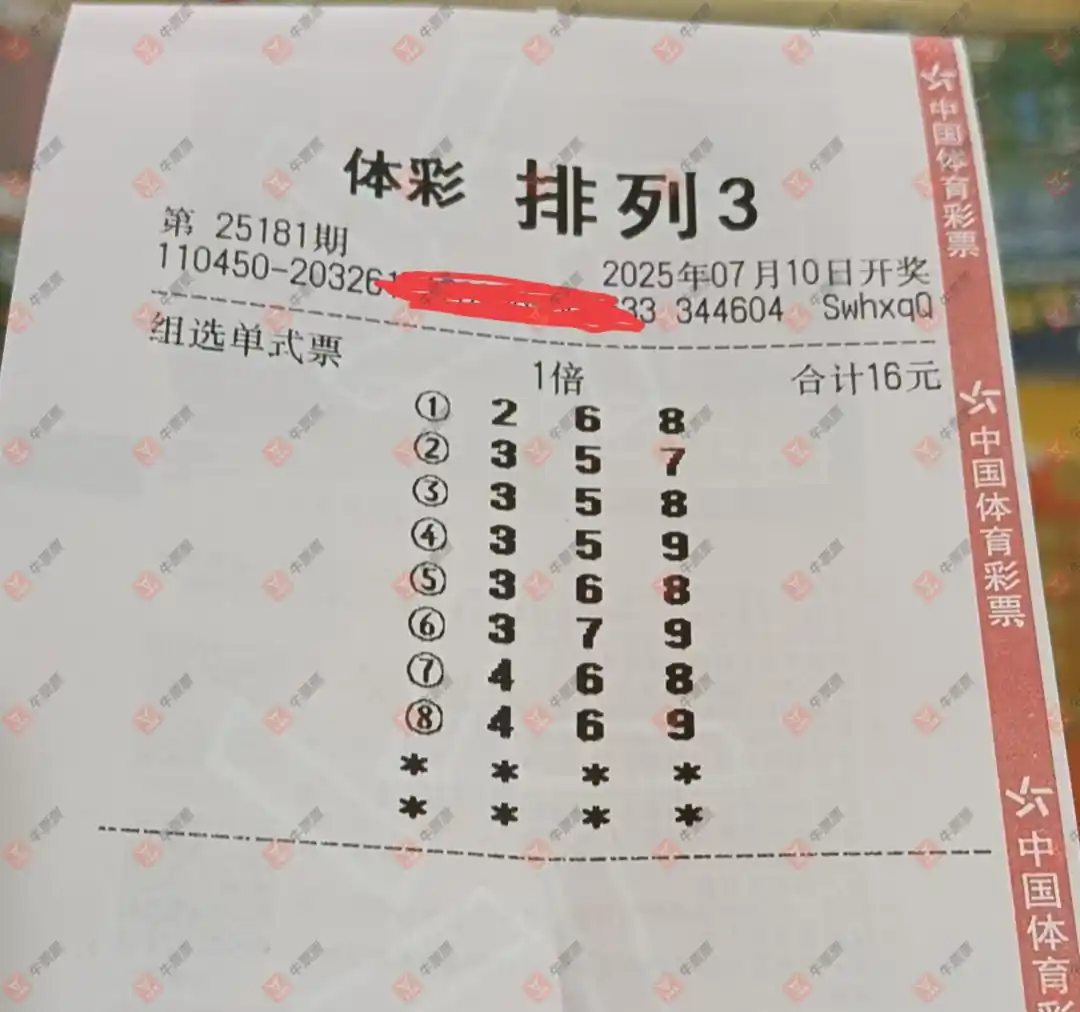 体彩 排列3
第 25181期
110450-20326
2025年07月10日开奖
33 344604 SwhxqQ
组选单式票
1倍
合计16元
① 2 6 8
② 3 5 7
③ 3 5 8
④ 3 5 9
⑤ 3 6 8
⑥ 3 7 9
⑦ 4 6 8
⑧ 4 6 9
* * * *
* * * *
中国体育彩票
中国体育彩票
中国体育彩
牛票票